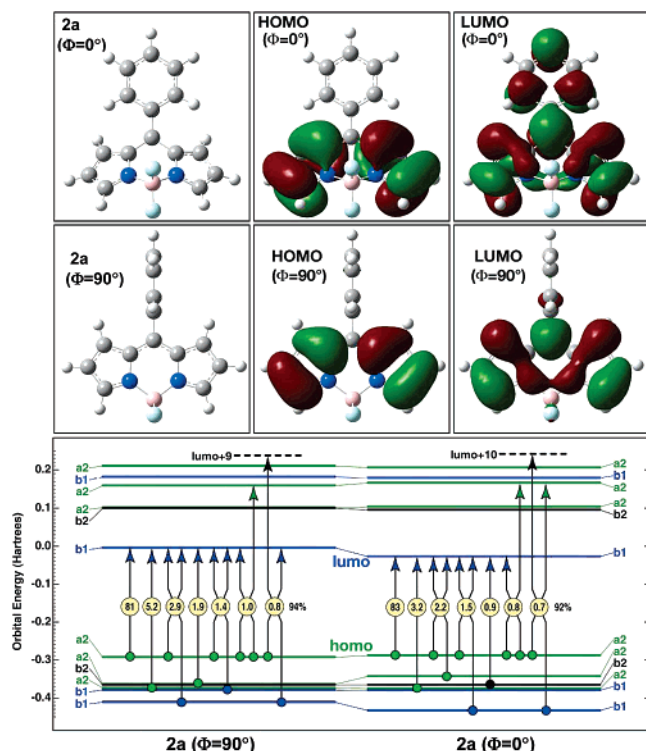 2a
(Φ=0°)
HOMO
(Φ=0°)
LUMO
(Φ=0°)
2a
(Φ=90°)
HOMO
(Φ=90°)
LUMO
(Φ=90°)
Orbital Energy (Hartrees)
0.2
0.1
0.0
-0.1
-0.2
-0.3
-0.4
a2
b1
a2
a2
b2
b1
a2
a2
b2
a2
b1
b1
lumo+9
lumo+10
a2
b1
a2
a2
b2
b1
lumo
81
5.2
2.9
1.9
1.4
1.0
0.8
94%
83
3.2
2.2
1.5
0.9
0.8
0.7
92%
homo
a2
a2
b2
a2
b1
b1
2a (Φ=90°)
2a (Φ=0°)